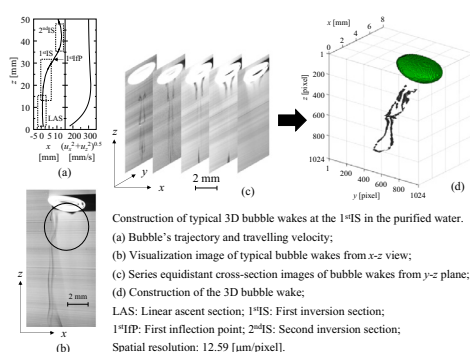 (a)
50
40
30
20
10
0
z [mm]
2ndIS
1stIS
1stIfP
LAS
-5 0 5 0 200 300
x (ux2+uz2)0.5
[mm] [mm/s]
(a)
z
x
2 mm
(b)
z
y
x
2 mm
(c)
x [mm]
0 2 4 6 8
1
200
400
600
800
1024
z [pixel]
1 200 400 600 800 1024
y [pixel]
(d)
Construction of typical 3D bubble wakes at the 1stIS in the purified water.
(a) Bubble's trajectory and travelling velocity;
(b) Visualization image of typical bubble wakes from x-z view;
(c) Series equidistant cross-section images of bubble wakes from y-z plane;
(d) Construction of the 3D bubble wake;
LAS: Linear ascent section; 1stIS: First inversion section;
1stIfP: First inflection point; 2ndIS: Second inversion section;
Spatial resolution: 12.59 [μm/pixel].